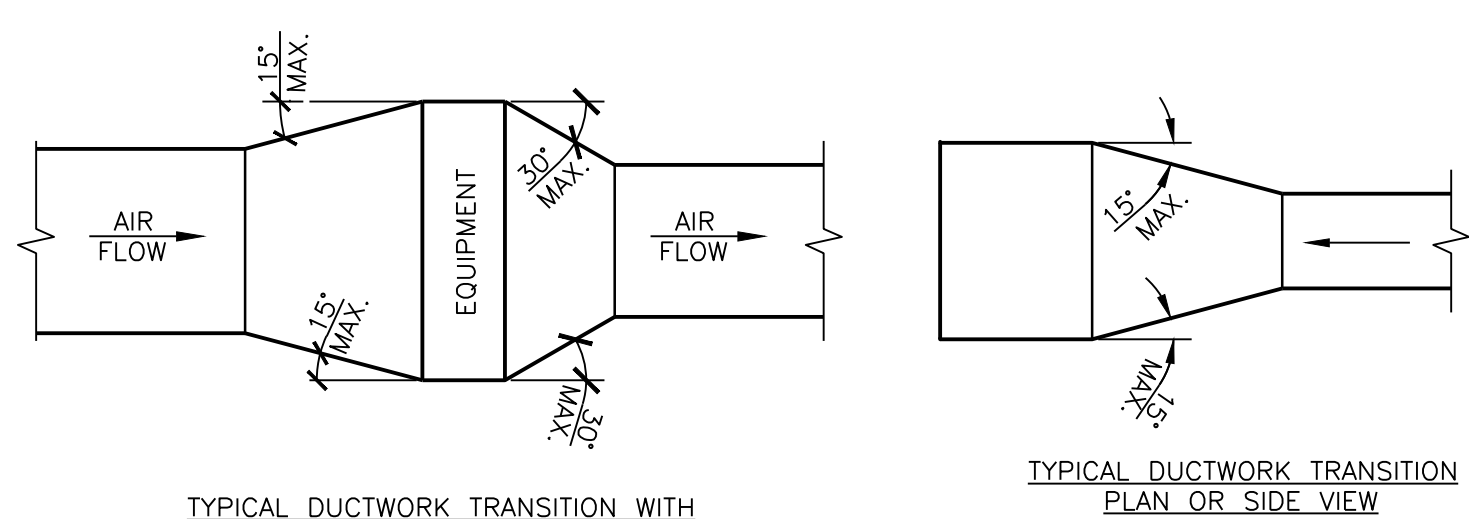 15°
MAX.
AIR
FLOW
15°
MAX.
EQUIPMENT
30°
MAX.
30°
MAX.
AIR
FLOW
TYPICAL DUCTWORK TRANSITION WITH
15°
MAX.
15°
MAX.
TYPICAL DUCTWORK TRANSITION
PLAN OR SIDE VIEW